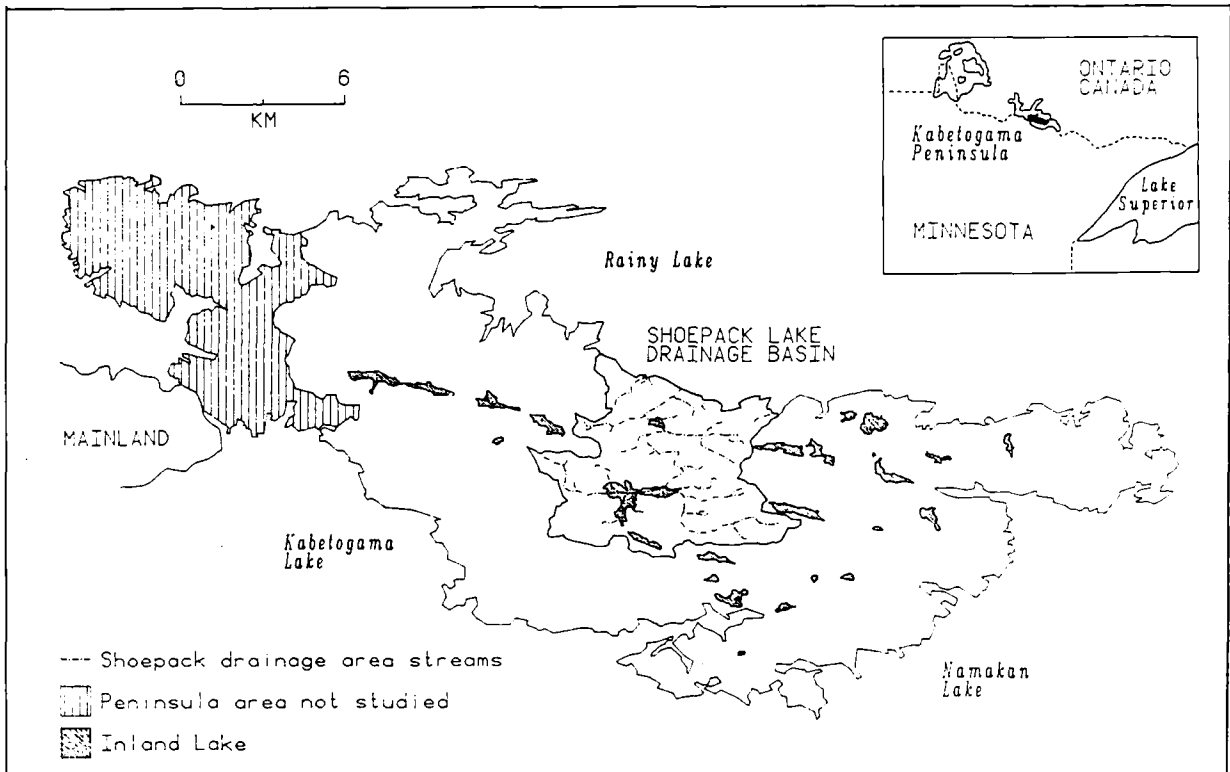 0 6
KM
ONTARIO
CANADA
Kabetogama
Peninsula
Lake
Superior
MINNESOTA
Rainy Lake
SHOEPACK LAKE
DRAINAGE BASIN
MAINLAND
Kabetogama
Lake
Namakan
Lake
Shoepack drainage area streams
Peninsula area not studied
Inland Lake